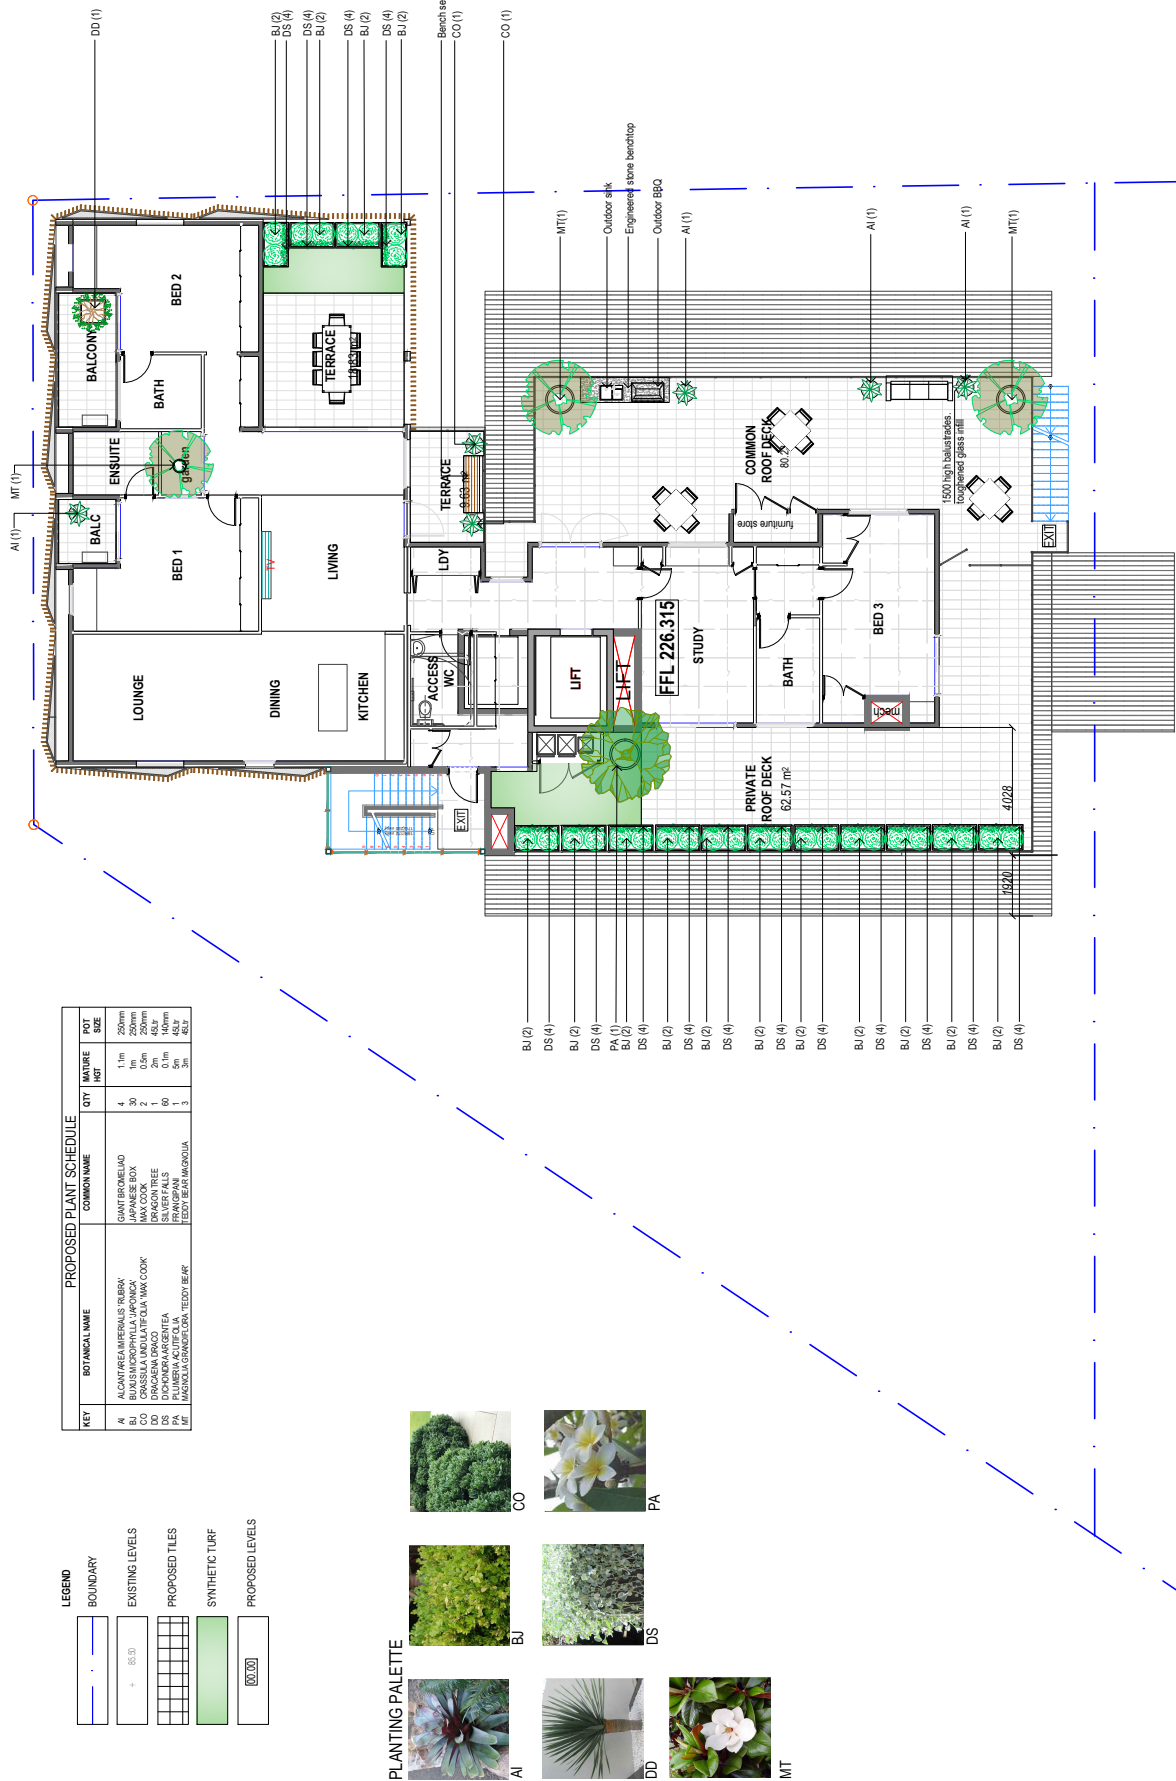 PROPOSED PLANT SCHEDULE
KEY BOTANICAL NAME COMMON NAME QTY MATURE HGT POT SIZE
AI ALCANTAREA IMPERIALIS 'RUBRA' GIANT BROMELIAD 4 1.1m 250mm
BJ BUXUS MICROPHYLLA 'JAPONICA' JAPANESE BOX 30 1m 250mm
CO CRASSULA UNDULATIFOLIA 'MAX COOK' MAX COOK 2 0.5m 250mm
DD DRACAENA DRACO DRAGON TREE 1 2m 45Ltr
DS DICHONDRA ARGENTEA SILVER FALLS 60 0.1m 140mm
PA PLUMERIA ACUTIFOLIA FRANGIPANI 1 5m 45Ltr
MT MAGNOLIA GRANDIFLORA 'TEDDY BEAR' TEDDY BEAR MAGNOLIA 3 3m 45Ltr
LEGEND
BOUNDARY
+ 85.50 EXISTING LEVELS
PROPOSED TILES
SYNTHETIC TURF
00.00 PROPOSED LEVELS
PLANTING PALETTE
AI
BJ
CO
DD
DS
PA
MT
AI (1)
MT (1)
DD (1)
BJ (2)
DS (4)
DS (4)
BJ (2)
DS (4)
BJ (2)
DS (4)
BJ (2)
Bench se
CO (1)
CO (1)
BALC
ENSUITE
BALCONY
garden
BATH
BED 1
BED 2
TV
LOUNGE
DINING
KITCHEN
LIVING
TERRACE
18.83 m²
TERRACE
9.63 m²
LDY
ACCESS
WC
EXIT
LIFT
LIFT
FFL 226.315
STUDY
BATH
BED 3
mech
furniture store
COMMON
ROOF DECK
PRIVATE
ROOF DECK
62.57 m²
1500 high balustrades.
toughened glass infill
EXIT
4028
1920
MT(1)
Outdoor sink
Engineered stone benchtop
Outdoor BBQ
AI (1)
AI (1)
AI (1)
MT(1)
BJ (2)
DS (4)
BJ (2)
DS (4)
PA (1)
BJ (2)
DS (4)
BJ (2)
DS (4)
BJ (2)
DS (4)
BJ (2)
DS (4)
BJ (2)
DS (4)
BJ (2)
DS (4)
BJ (2)
DS (4)
BJ (2)
DS (4)
BJ (2)
DS (4)